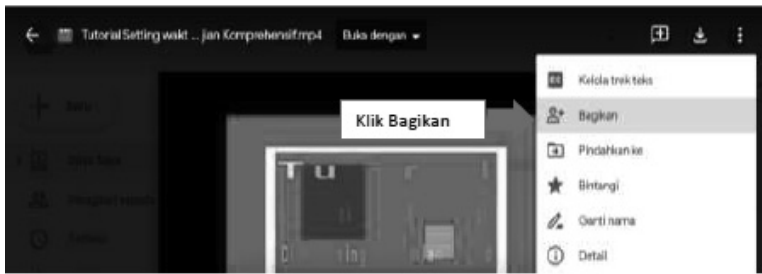 Tutorial Setting wakt ... jian Komprehensif.mp4 Buka dengan
Kelola trek teks
Klik Bagikan
Bagikan
Pindahkan ke
Bintangi
Ganti nama
Detail
T U